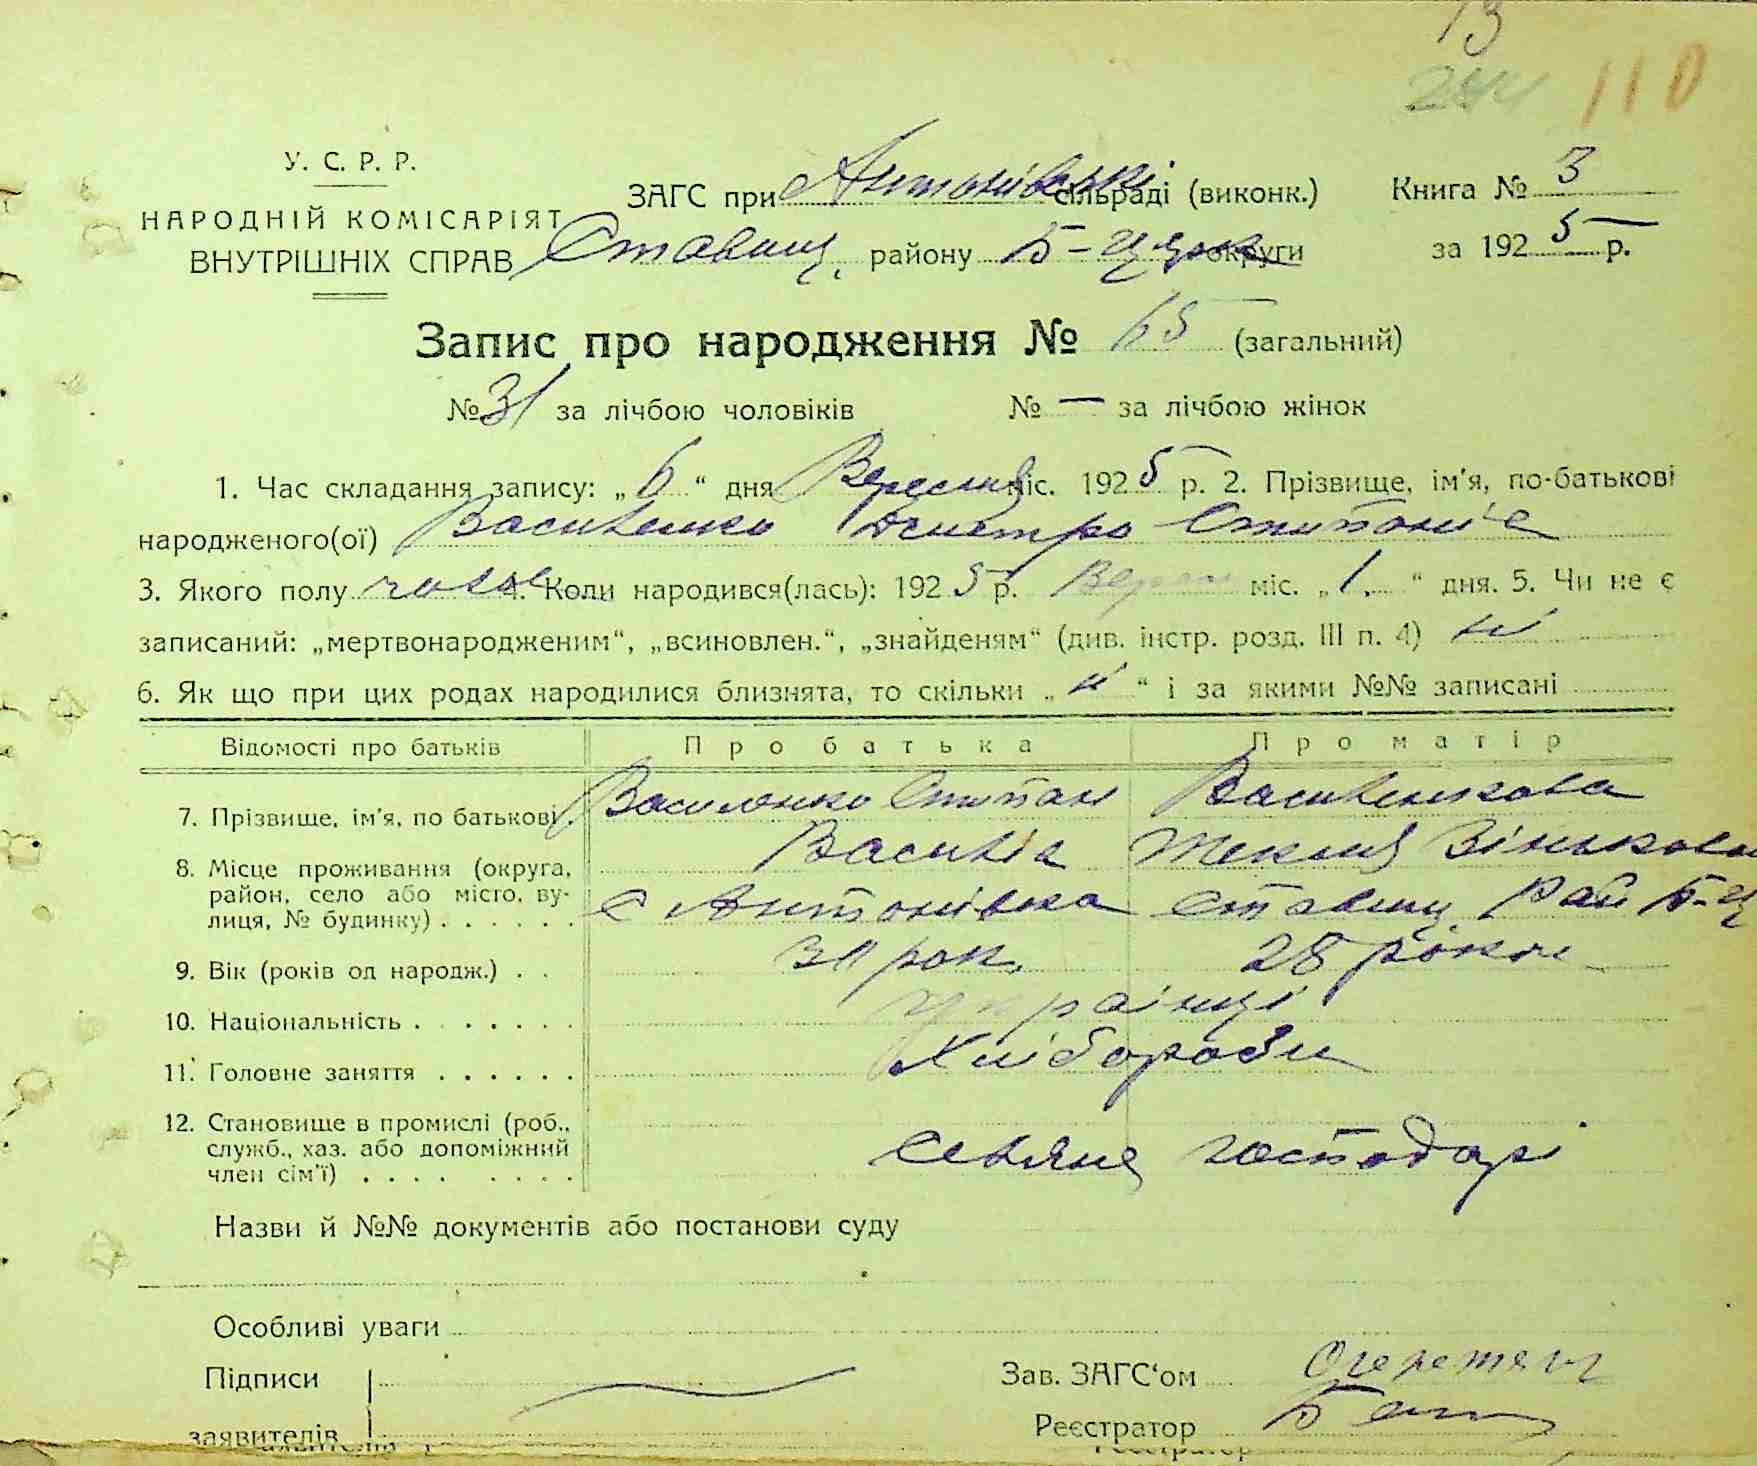 13
244 110
У. С. Р. Р.
НАРОДНІЙ КОМІСАРІЯТ
ВНУТРІШНІХ СПРАВ
ЗАГС при Антонівські сільраді (виконк.) Книга № 3
Ставищ. району Б-Цер округи за 1925 р.
Запис про народження № 65 (загальний)
№ 31 за лічбою чоловіків № — за лічбою жінок
1. Час складання запису: „6“ дня Вересня міс. 1925 р. 2. Прізвище, ім'я, по-батькові
народженого(ої) Василенко Дмитро Стипанів
3. Якого полу чолов 4. Коли народився(лась): 1925 р. Верес міс. „1.“ дня. 5. Чи не є
записаний: „мертвонародженим“, „всиновлен.“, „знайденям“ (див. інстр. розд. III п. 4) ні
6. Як що при цих родах народилися близнята, то скільки „н“ і за якими №№ записані
Відомості про батьків Про батька Про матір
7. Прізвище, ім'я, по батькові. Василенко Стипан Василенкова
Василів Текля Зінькова
8. Місце проживання (округа, район, село або місто, вулиця, № будинку) с Антонівка Ставищ Рай Б-Ц
9. Вік (років од народж.) 30 рок. 28 роков
10. Національність Українці
11. Головне заняття Хлібороби
12. Становище в промислі (роб., служб., хаз. або допоміжний член сім'ї) Селяне господарі
Назви й №№ документів або постанови суду
Особливі уваги
Підписи Зав. ЗАГС'ом
заявителів Реєстратор